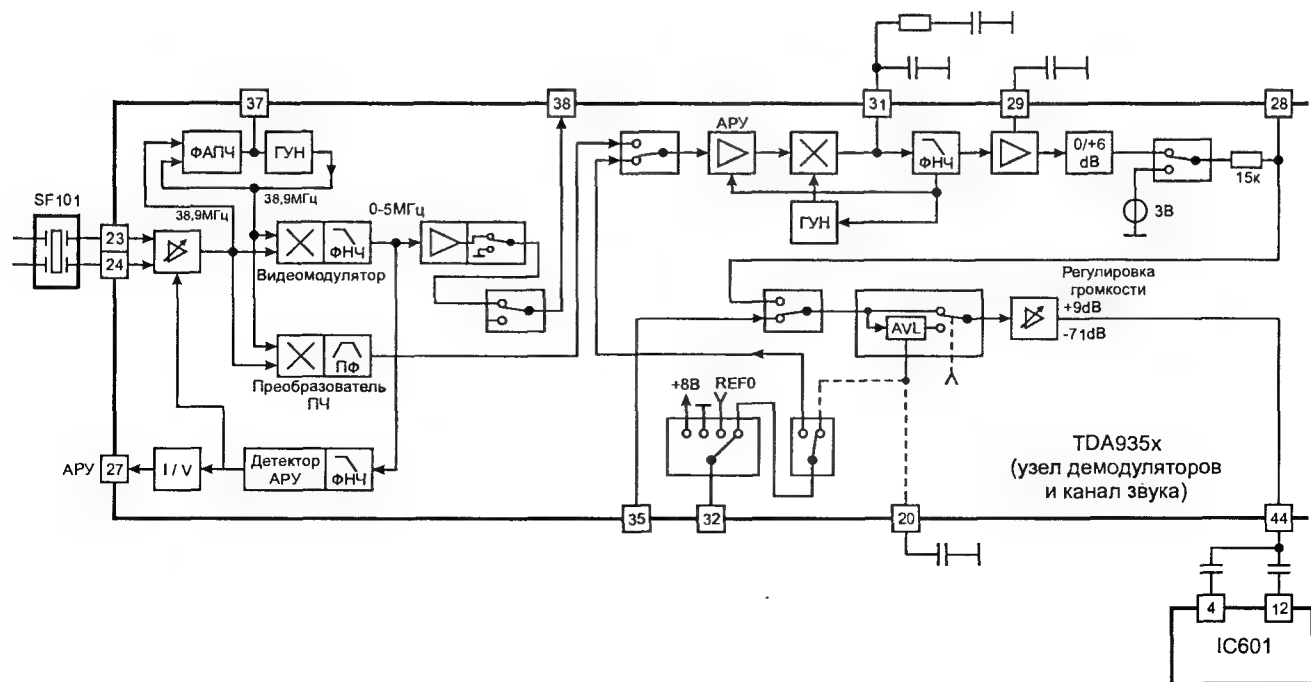 37
38
31
29
28
АРУ
ФАПЧ
ГУН
ФНЧ
0/+6
dB
15к
3В
SF101
38,9МГц
38,9МГц
0-5МГц
23
24
ФНЧ
ГУН
Видеомодулятор
Регулировка
громкости
+9dB
-71dB
AVL
ПФ
Преобразователь
ПЧ
+8В
REF0
АРУ
27
I / V
Детектор
АРУ
ФНЧ
TDA935x
(узел демодуляторов
и канал звука)
35
32
20
44
4
12
IC601